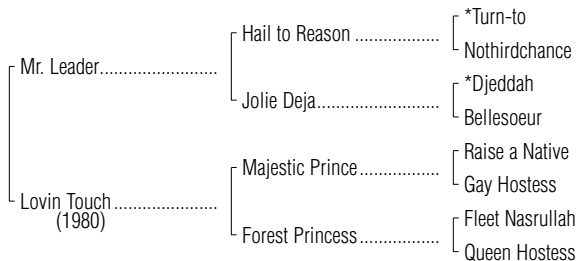 *Turn-to
Hail to Reason ..................
Nothirdchance
Mr. Leader.........................
*Djeddah
Jolie Deja..........................
Bellesoeur
Raise a Native
Majestic Prince .................
Gay Hostess
Lovin Touch ......................
(1980)
Fleet Nasrullah
Forest Princess..................
Queen Hostess